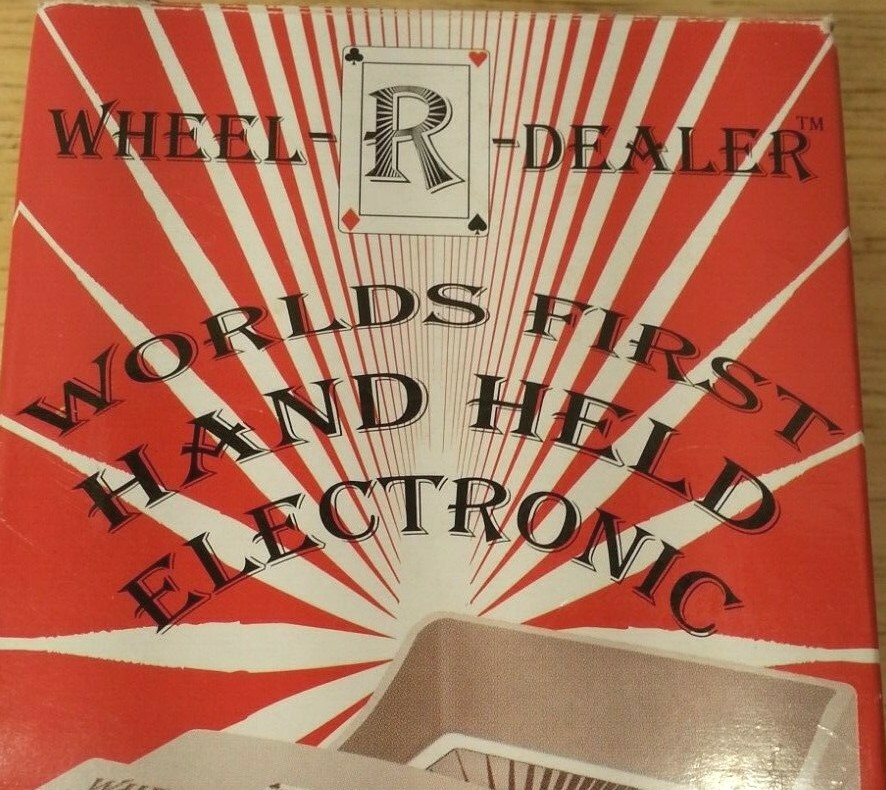 WHEEL-R-DEALER™
WORLDS FIRST
HAND HELD
ELECTRONIC